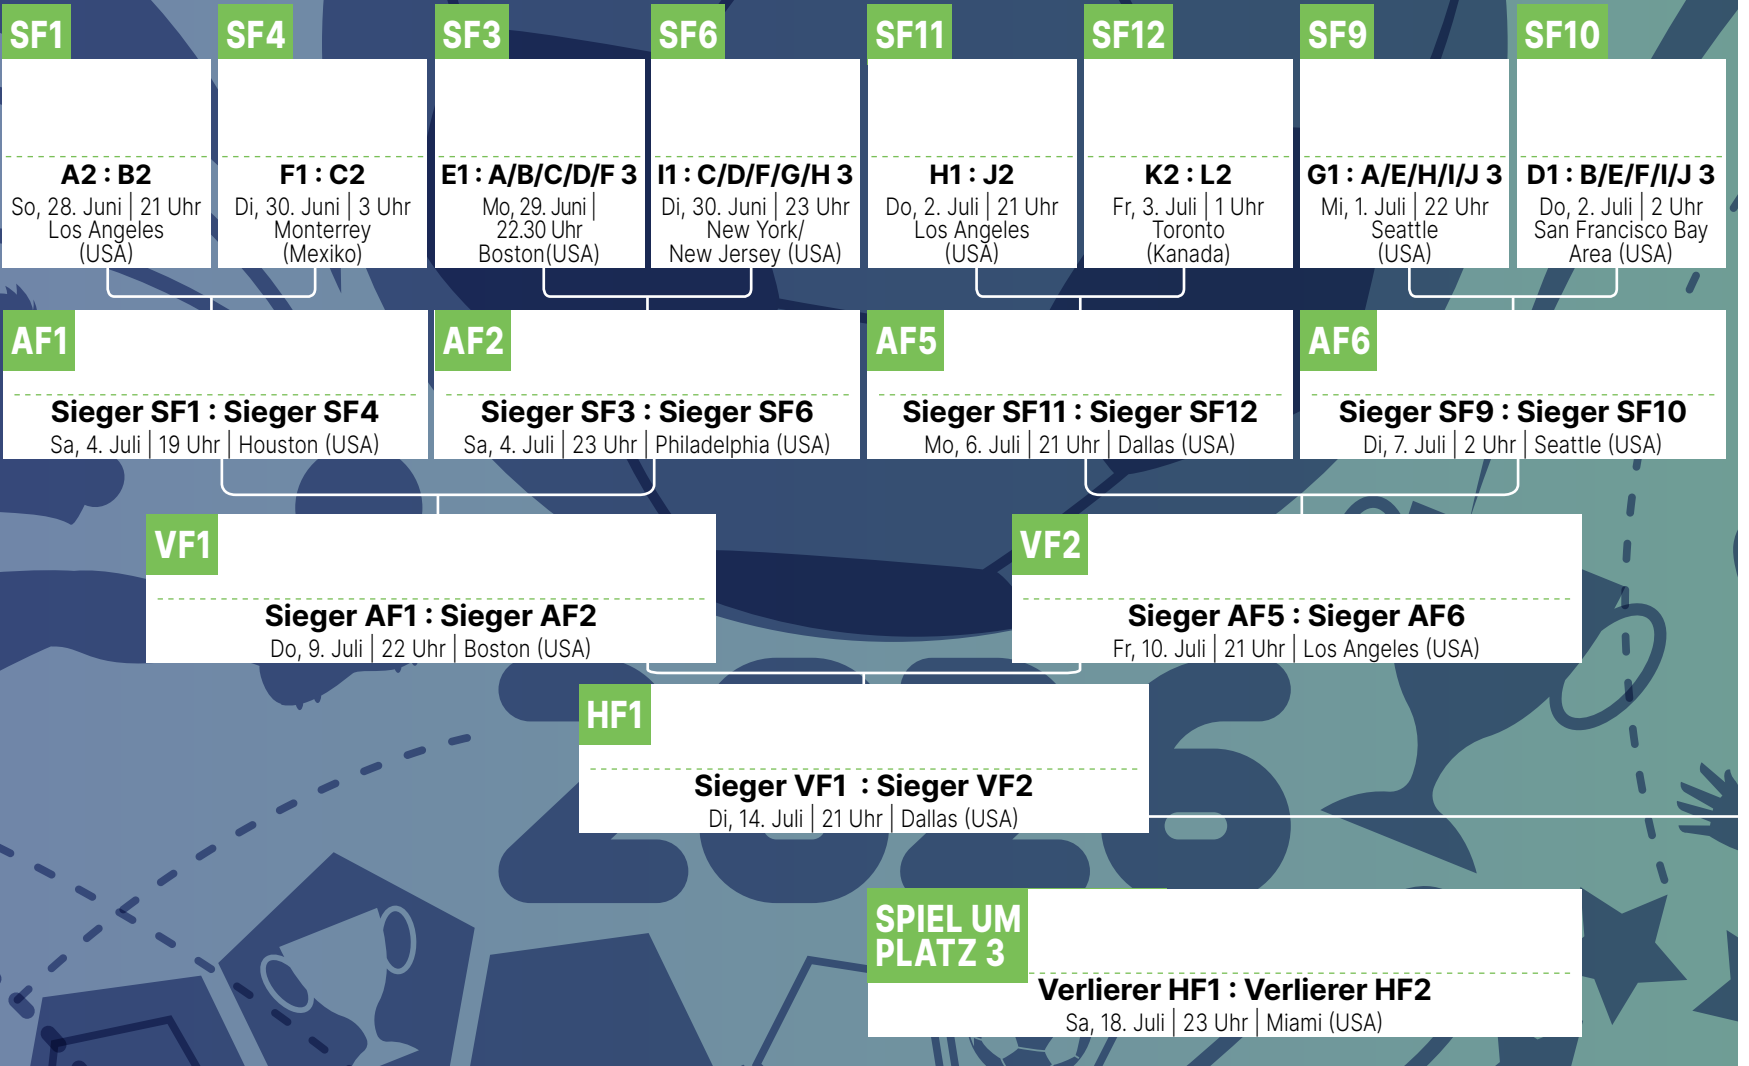 SF1
A2 : B2
So, 28. Juni | 21 Uhr
Los Angeles
(USA)
SF4
F1 : C2
Di, 30. Juni | 3 Uhr
Monterrey
(Mexiko)
SF3
E1 : A/B/C/D/F 3
Mo, 29. Juni |
22.30 Uhr
Boston(USA)
SF6
I1 : C/D/F/G/H 3
Di, 30. Juni | 23 Uhr
New York/
New Jersey (USA)
SF11
H1 : J2
Do, 2. Juli | 21 Uhr
Los Angeles
(USA)
SF12
K2 : L2
Fr, 3. Juli | 1 Uhr
Toronto
(Kanada)
SF9
G1 : A/E/H/I/J 3
Mi, 1. Juli | 22 Uhr
Seattle
(USA)
SF10
D1 : B/E/F/I/J 3
Do, 2. Juli | 2 Uhr
San Francisco Bay
Area (USA)
AF1
Sieger SF1 : Sieger SF4
Sa, 4. Juli | 19 Uhr | Houston (USA)
AF2
Sieger SF3 : Sieger SF6
Sa, 4. Juli | 23 Uhr | Philadelphia (USA)
AF5
Sieger SF11 : Sieger SF12
Mo, 6. Juli | 21 Uhr | Dallas (USA)
AF6
Sieger SF9 : Sieger SF10
Di, 7. Juli | 2 Uhr | Seattle (USA)
VF1
Sieger AF1 : Sieger AF2
Do, 9. Juli | 22 Uhr | Boston (USA)
VF2
Sieger AF5 : Sieger AF6
Fr, 10. Juli | 21 Uhr | Los Angeles (USA)
HF1
Sieger VF1 : Sieger VF2
Di, 14. Juli | 21 Uhr | Dallas (USA)
2026
SPIEL UM
PLATZ 3
Verlierer HF1 : Verlierer HF2
Sa, 18. Juli | 23 Uhr | Miami (USA)